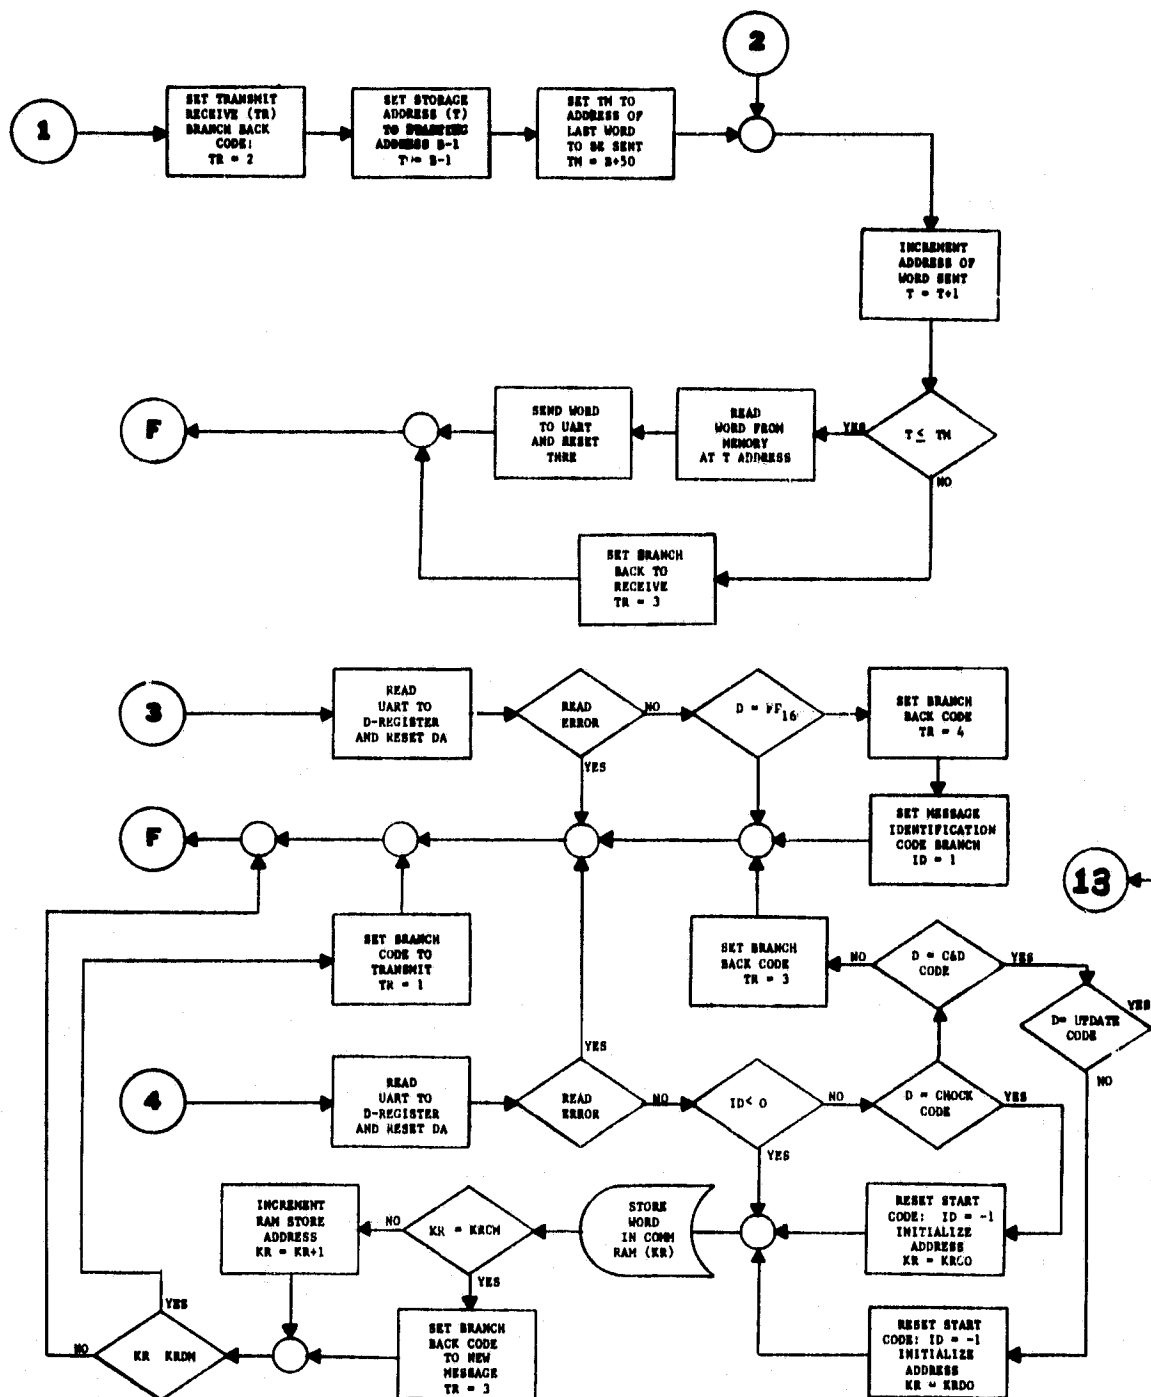 2
1
SET TRANSMIT
RECEIVE (TR)
BRANCH BACK
CODE:
TR = 2
SET STORAGE
ADDRESS (T)
TO STARTING
ADDRESS B-1
T = B-1
SET TM TO
ADDRESS OF
LAST WORD
TO BE SENT
TM = B+50
INCREMENT
ADDRESS OF
WORD SENT
T = T+1
F
SEND WORD
TO UART
AND RESET
THRE
READ
WORD FROM
MEMORY
AT T ADDRESS
YES
T ≤ TM
NO
SET BRANCH
BACK TO
RECEIVE
TR = 3
3
READ
UART TO
D-REGISTER
AND RESET DA
READ
ERROR
NO
YES
D = FF16
SET BRANCH
BACK CODE
TR = 4
F
SET MESSAGE
IDENTIFICATION
CODE BRANCH
ID = 1
13
SET BRANCH
CODE TO
TRANSMIT
TR = 1
SET BRANCH
BACK CODE
TR = 3
NO
D = C&D
CODE
YES
D= UPDATE
CODE
YES
NO
4
READ
UART TO
D-REGISTER
AND RESET DA
YES
READ
ERROR
NO
ID< 0
NO
YES
D = CHOCK
CODE
YES
INCREMENT
RAM STORE
ADDRESS
KR = KR+1
NO
KR = KRCM
YES
STORE
WORD
IN COMM
RAM (KR)
RESET START
CODE: ID = -1
INITIALIZE
ADDRESS
KR = KRCO
YES
NO
KR KRDM
SET BRANCH
BACK CODE
TO NEW
MESSAGE
TR = 3
RESET START
CODE: ID = -1
INITIALIZE
ADDRESS
KR = KRDO